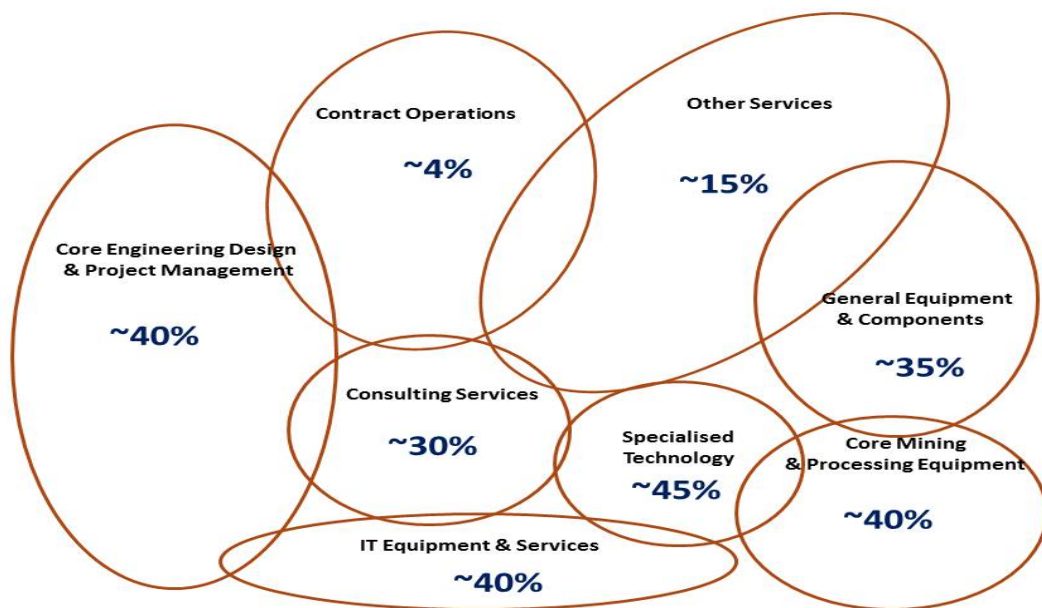 Contract Operations
~4%
Other Services
~15%
Core Engineering Design
& Project Management
~40%
General Equipment
& Components
~35%
Consulting Services
~30%
Specialised
Technology
~45%
Core Mining
& Processing Equipment
~40%
IT Equipment & Services
~40%